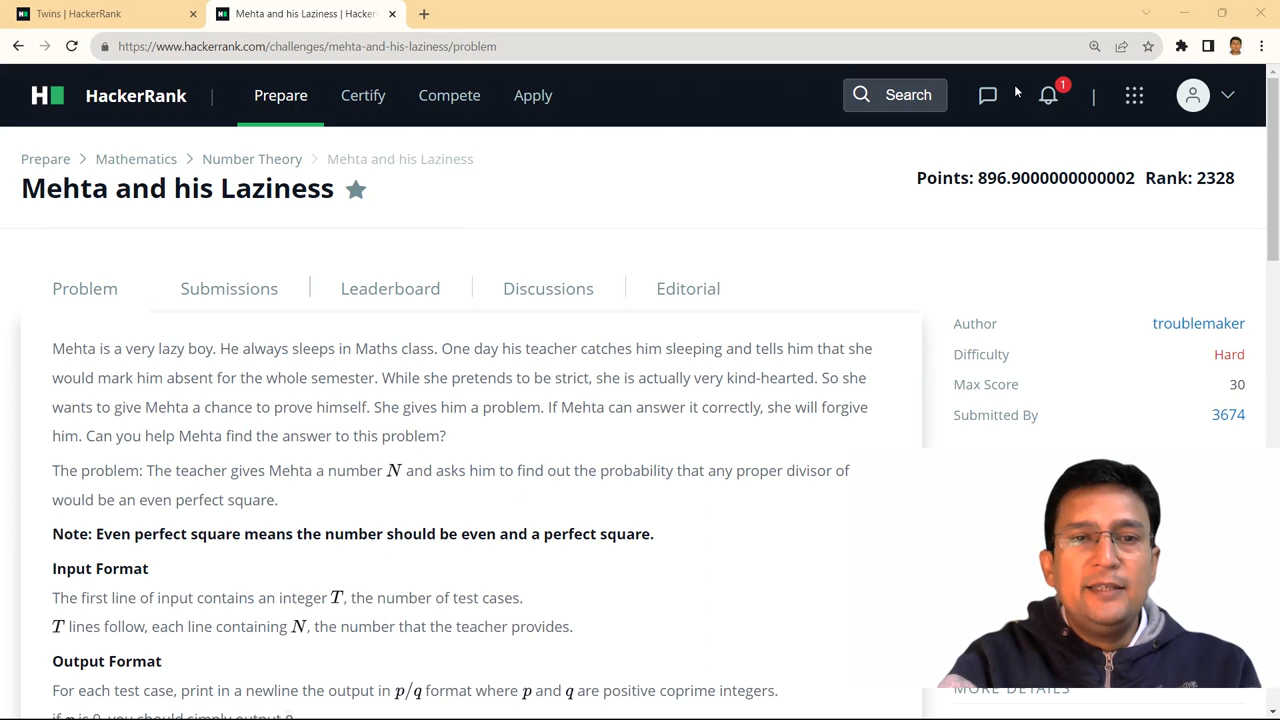 Twins | HackerRank
Mehta and his Laziness | Hacker
https://www.hackerrank.com/challenges/mehta-and-his-laziness/problem
HackerRank
Prepare
Certify
Compete
Apply
Search
1
Prepare > Mathematics > Number Theory > Mehta and his Laziness
Mehta and his Laziness
Points: 896.9000000000002 Rank: 2328
Problem
Submissions
Leaderboard
Discussions
Editorial
Mehta is a very lazy boy. He always sleeps in Maths class. One day his teacher catches him sleeping and tells him that she
would mark him absent for the whole semester. While she pretends to be strict, she is actually very kind-hearted. So she
wants to give Mehta a chance to prove himself. She gives him a problem. If Mehta can answer it correctly, she will forgive
him. Can you help Mehta find the answer to this problem?
The problem: The teacher gives Mehta a number N and asks him to find out the probability that any proper divisor of
would be an even perfect square.
Note: Even perfect square means the number should be even and a perfect square.
Input Format
The first line of input contains an integer T, the number of test cases.
T lines follow, each line containing N, the number that the teacher provides.
Output Format
For each test case, print in a newline the output in p/q format where p and q are positive coprime integers.
if p is 0, you should simply output 0.
Author troublemaker
Difficulty Hard
Max Score 30
Submitted By 3674
MORE DETAILS